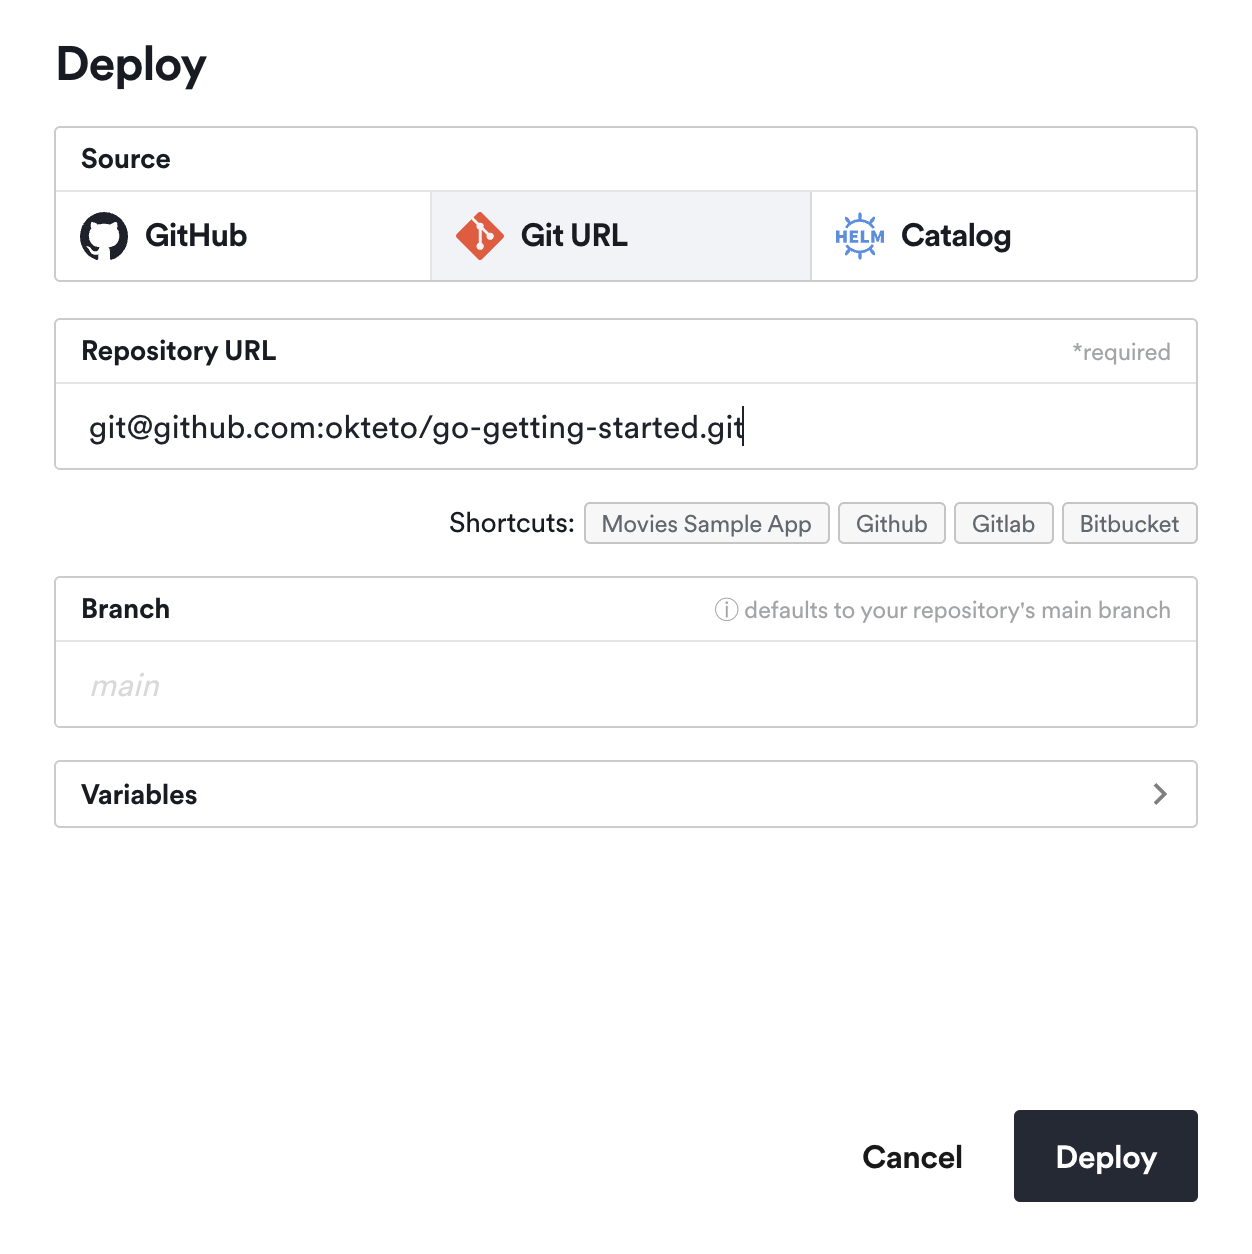 Deploy
Source
GitHub
Git URL
HELM
Catalog
Repository URL
*required
git@github.com:okteto/go-getting-started.git
Shortcuts: Movies Sample App Github Gitlab Bitbucket
Branch
ⓘ defaults to your repository's main branch
main
Variables
Cancel
Deploy